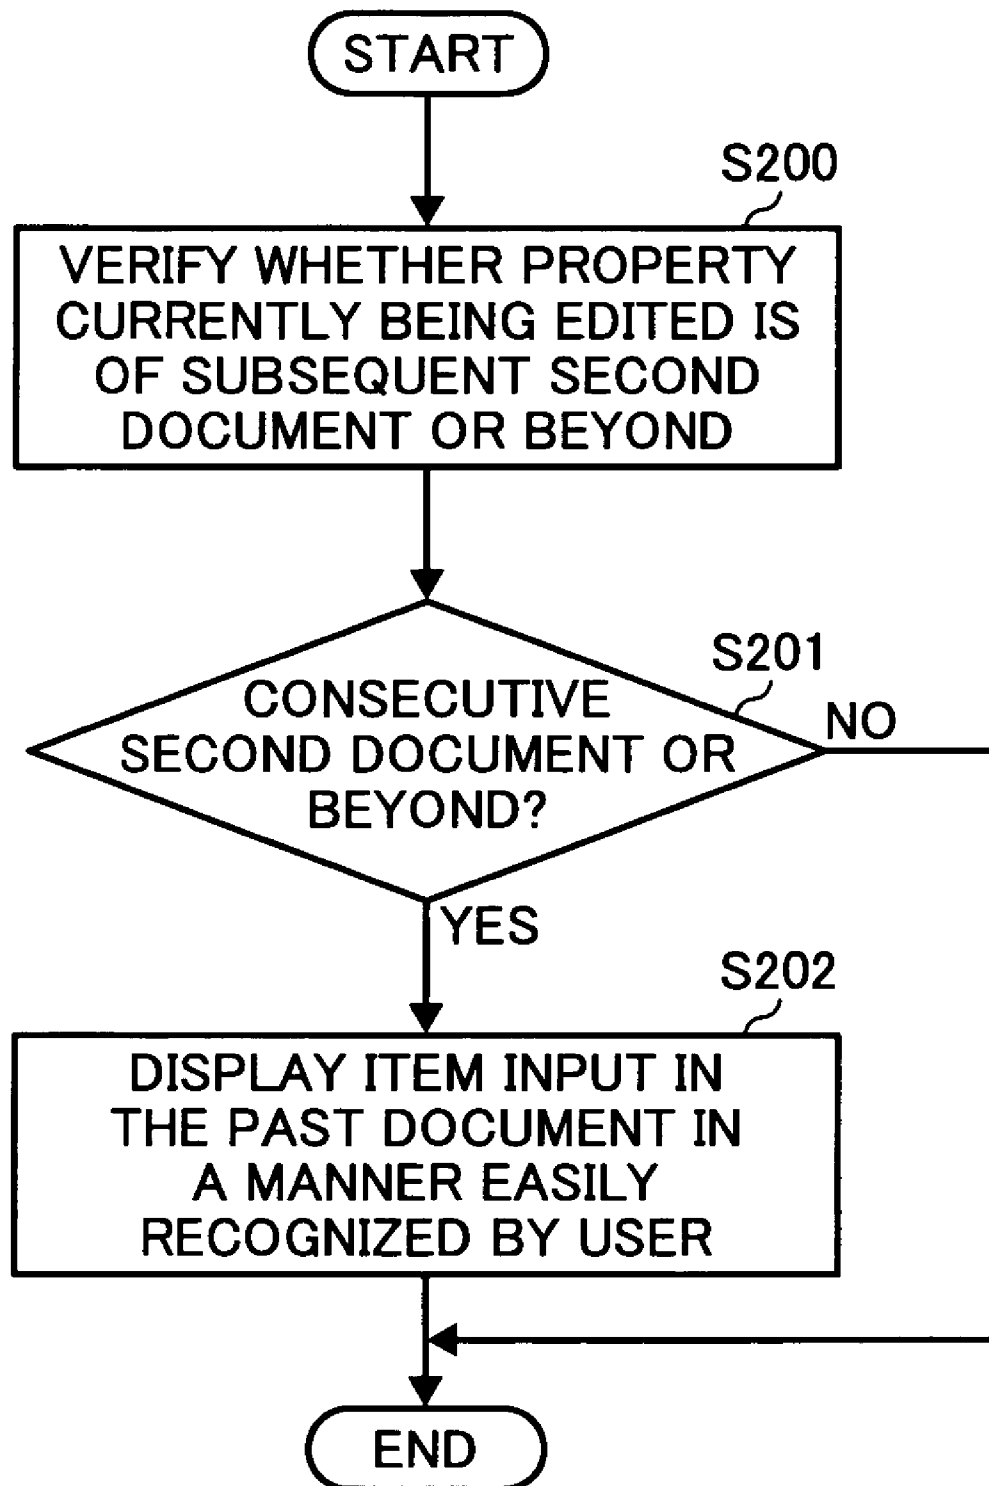 START
S200
VERIFY WHETHER PROPERTY
CURRENTLY BEING EDITED IS
OF SUBSEQUENT SECOND
DOCUMENT OR BEYOND
S201
CONSECUTIVE
SECOND DOCUMENT OR
BEYOND?
NO
YES
S202
DISPLAY ITEM INPUT IN
THE PAST DOCUMENT IN
A MANNER EASILY
RECOGNIZED BY USER
END